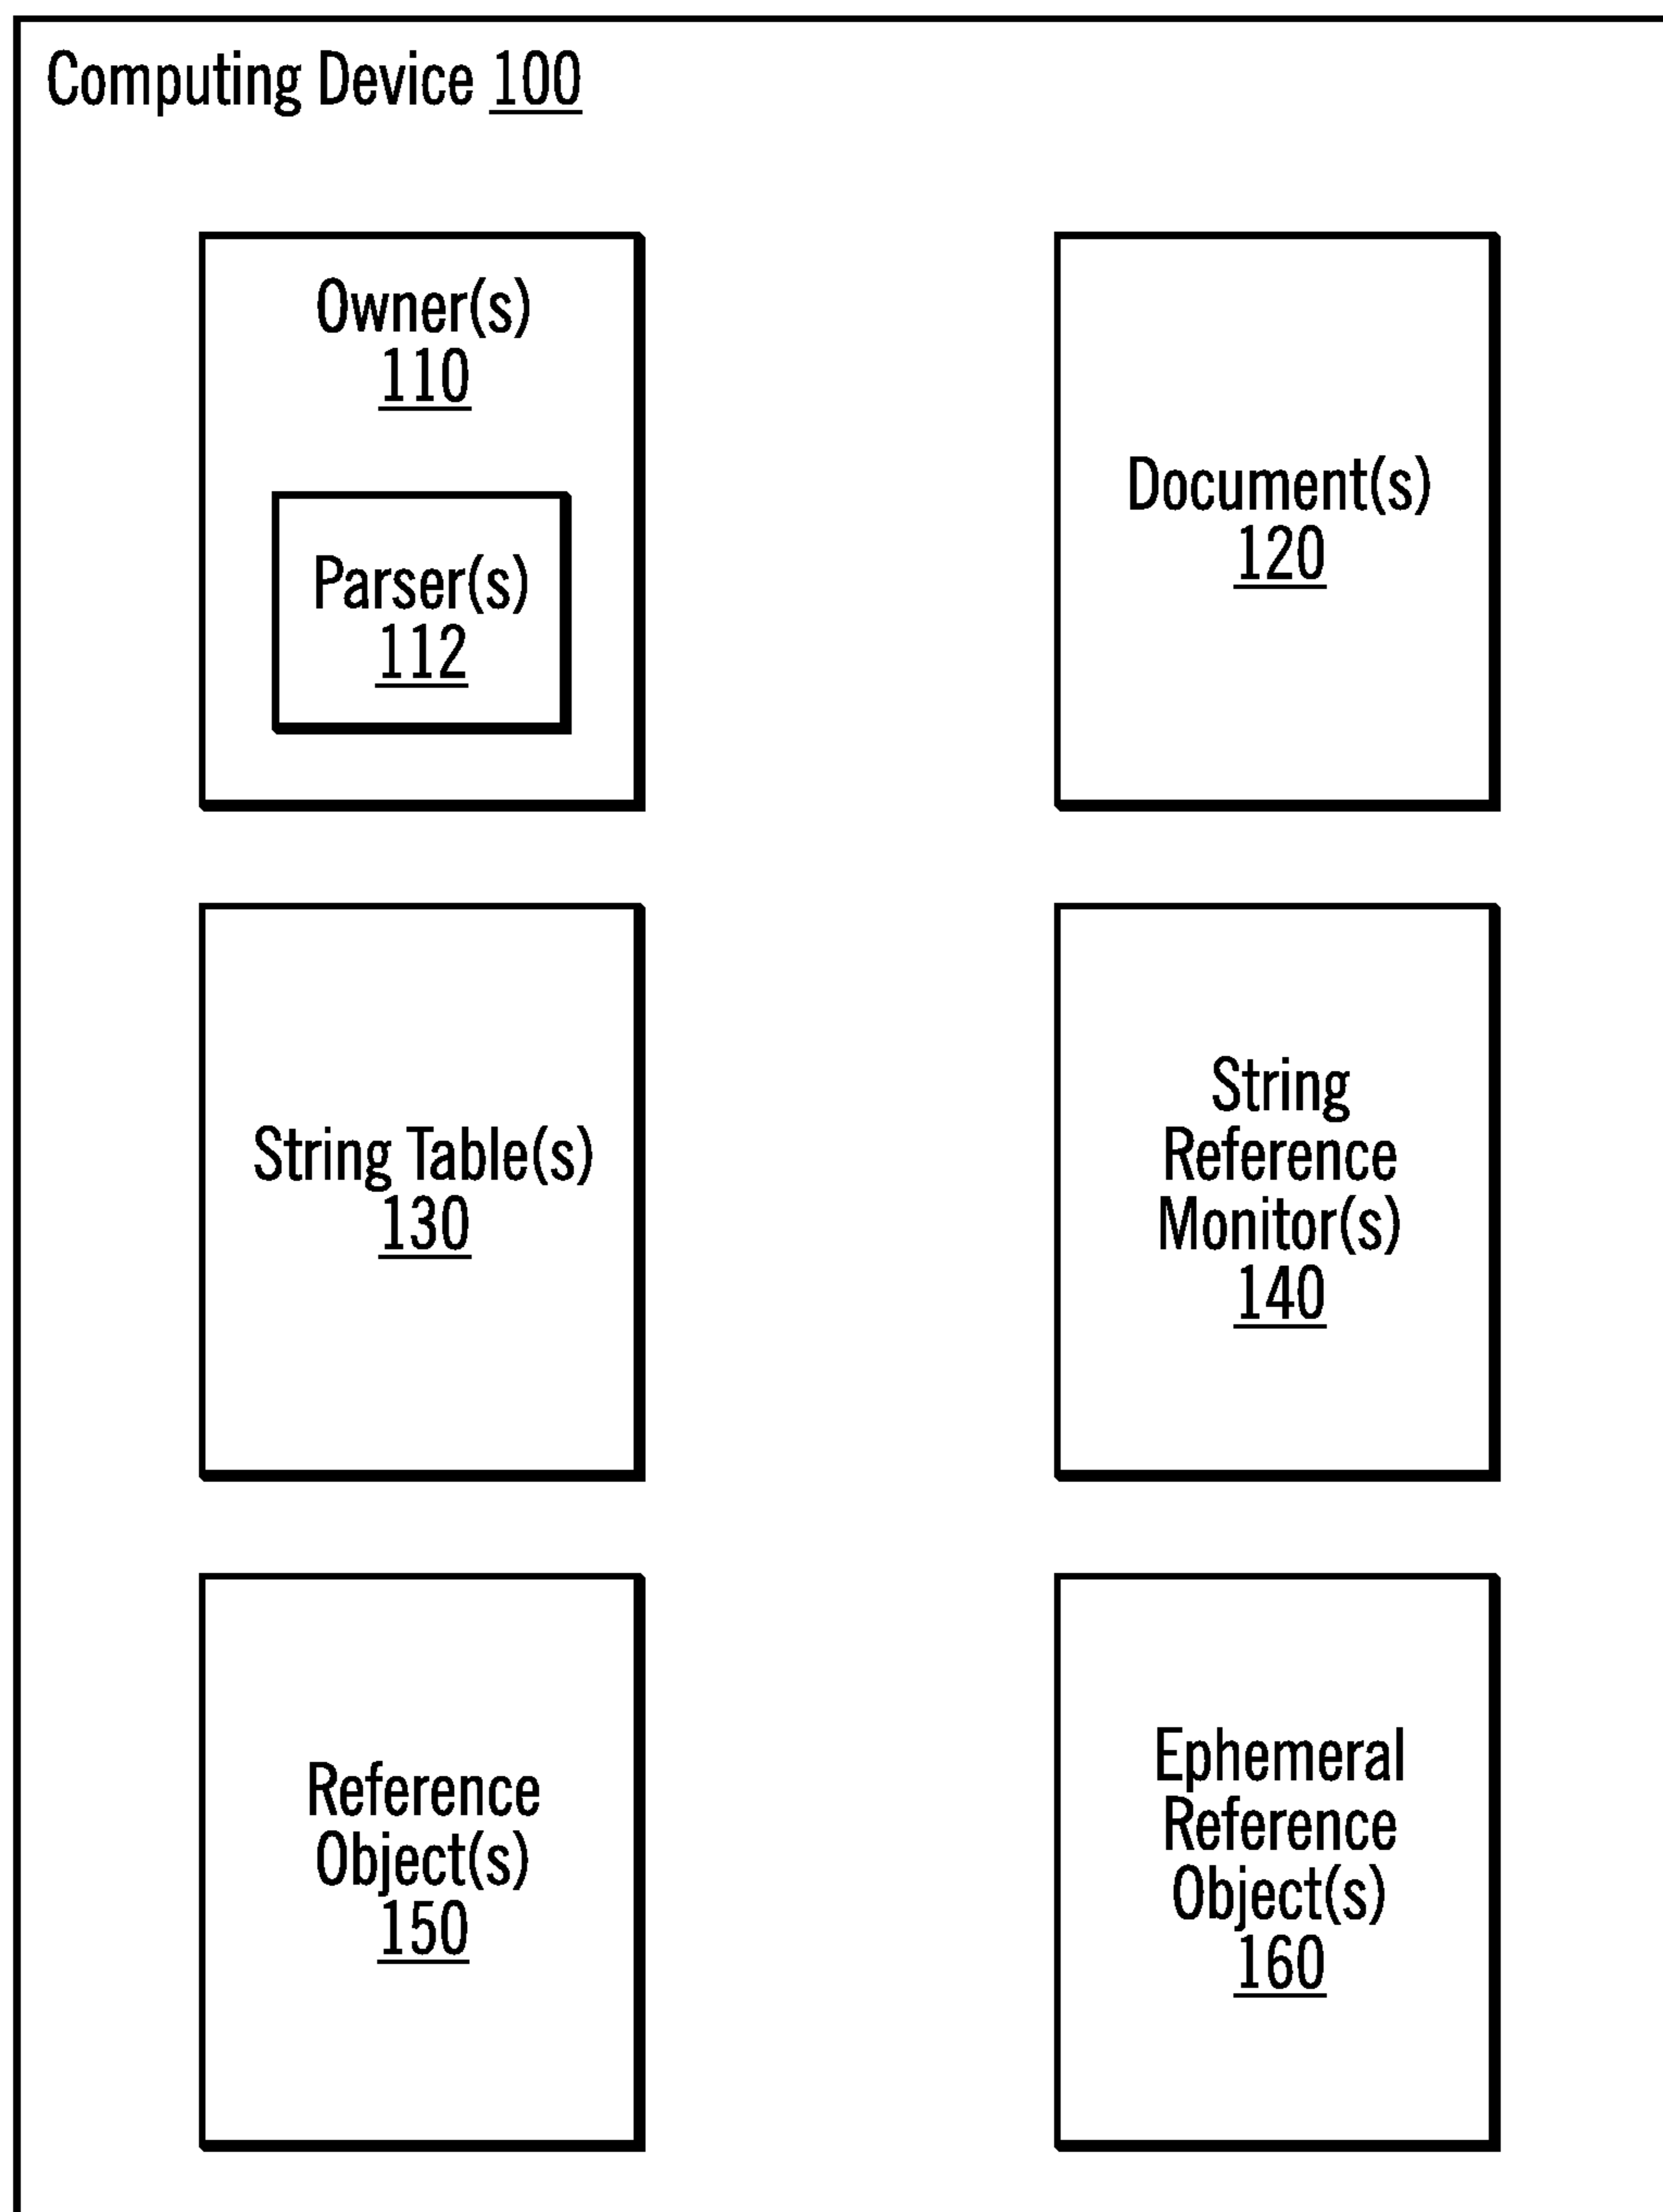 Computing Device 100
Owner(s)
110
Parser(s)
112
Document(s)
120
String Table(s)
130
String
Reference
Monitor(s)
140
Reference
Object(s)
150
Ephemeral
Reference
Object(s)
160